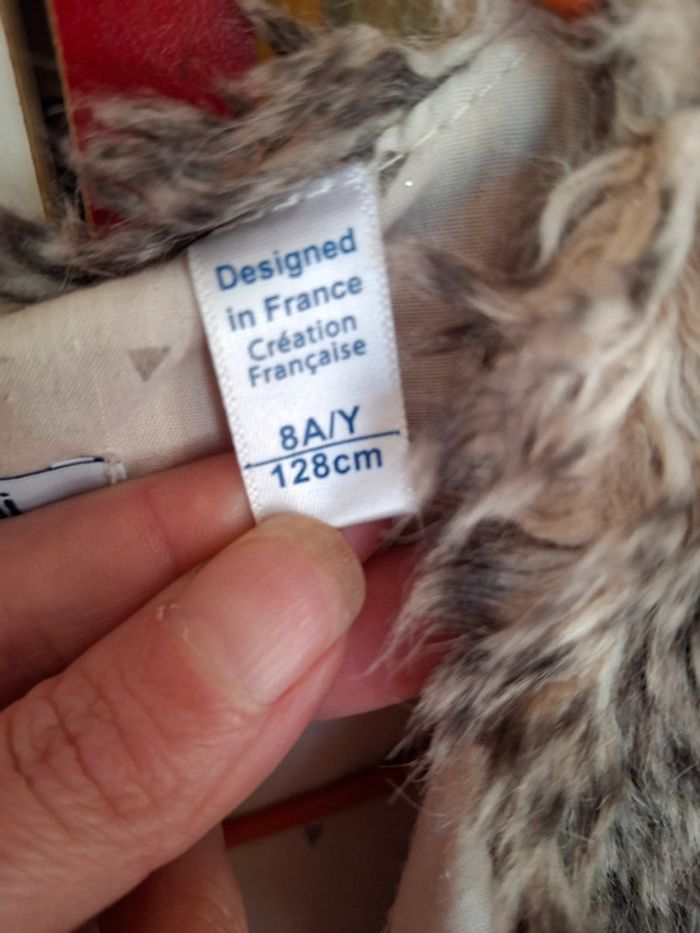 Designed
in France
Création
Française
8A/Y
128cm